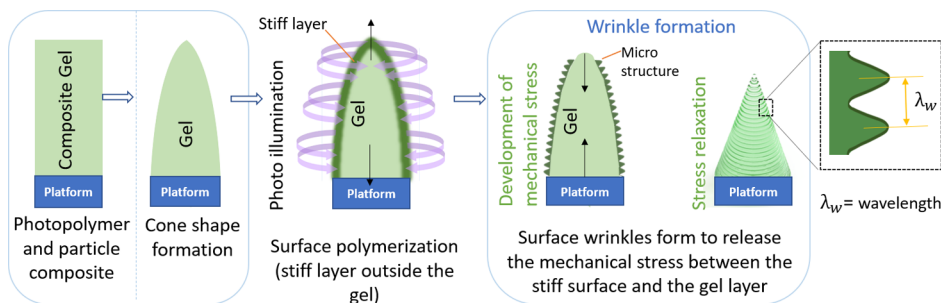 Composite Gel
Platform
Photopolymer
and particle
composite
Gel
Platform
Cone shape
formation
Stiff layer
Photo illumination
Gel
Platform
Surface polymerization
(stiff layer outside the
gel)
Wrinkle formation
Development of
mechanical stress
Gel
Micro
structure
Platform
Stress relaxation
Platform
Surface wrinkles form to release
the mechanical stress between the
stiff surface and the gel layer
λw
λw= wavelength